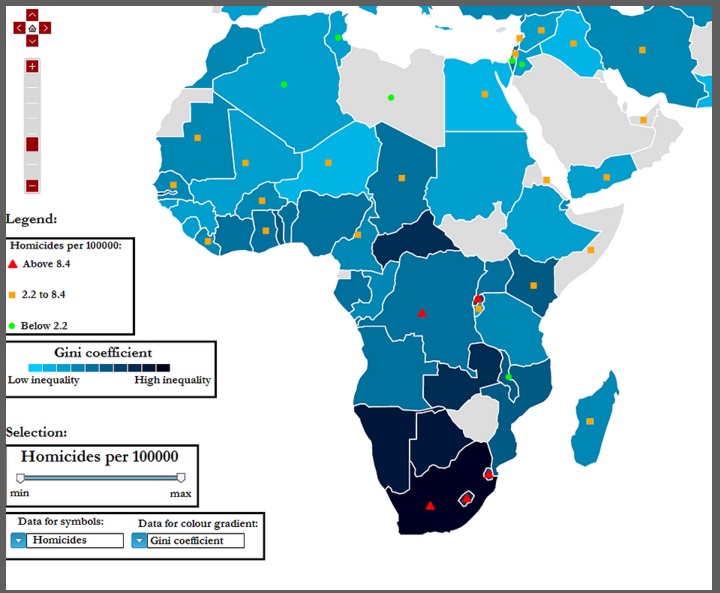 Legend:
Homicides per 100000:
Above 8.4
2.2 to 8.4
Below 2.2
Gini coefficient
Low inequality High inequality
Selection:
Homicides per 100000
min max
Data for symbols: Data for colour gradient:
Homicides Gini coefficient